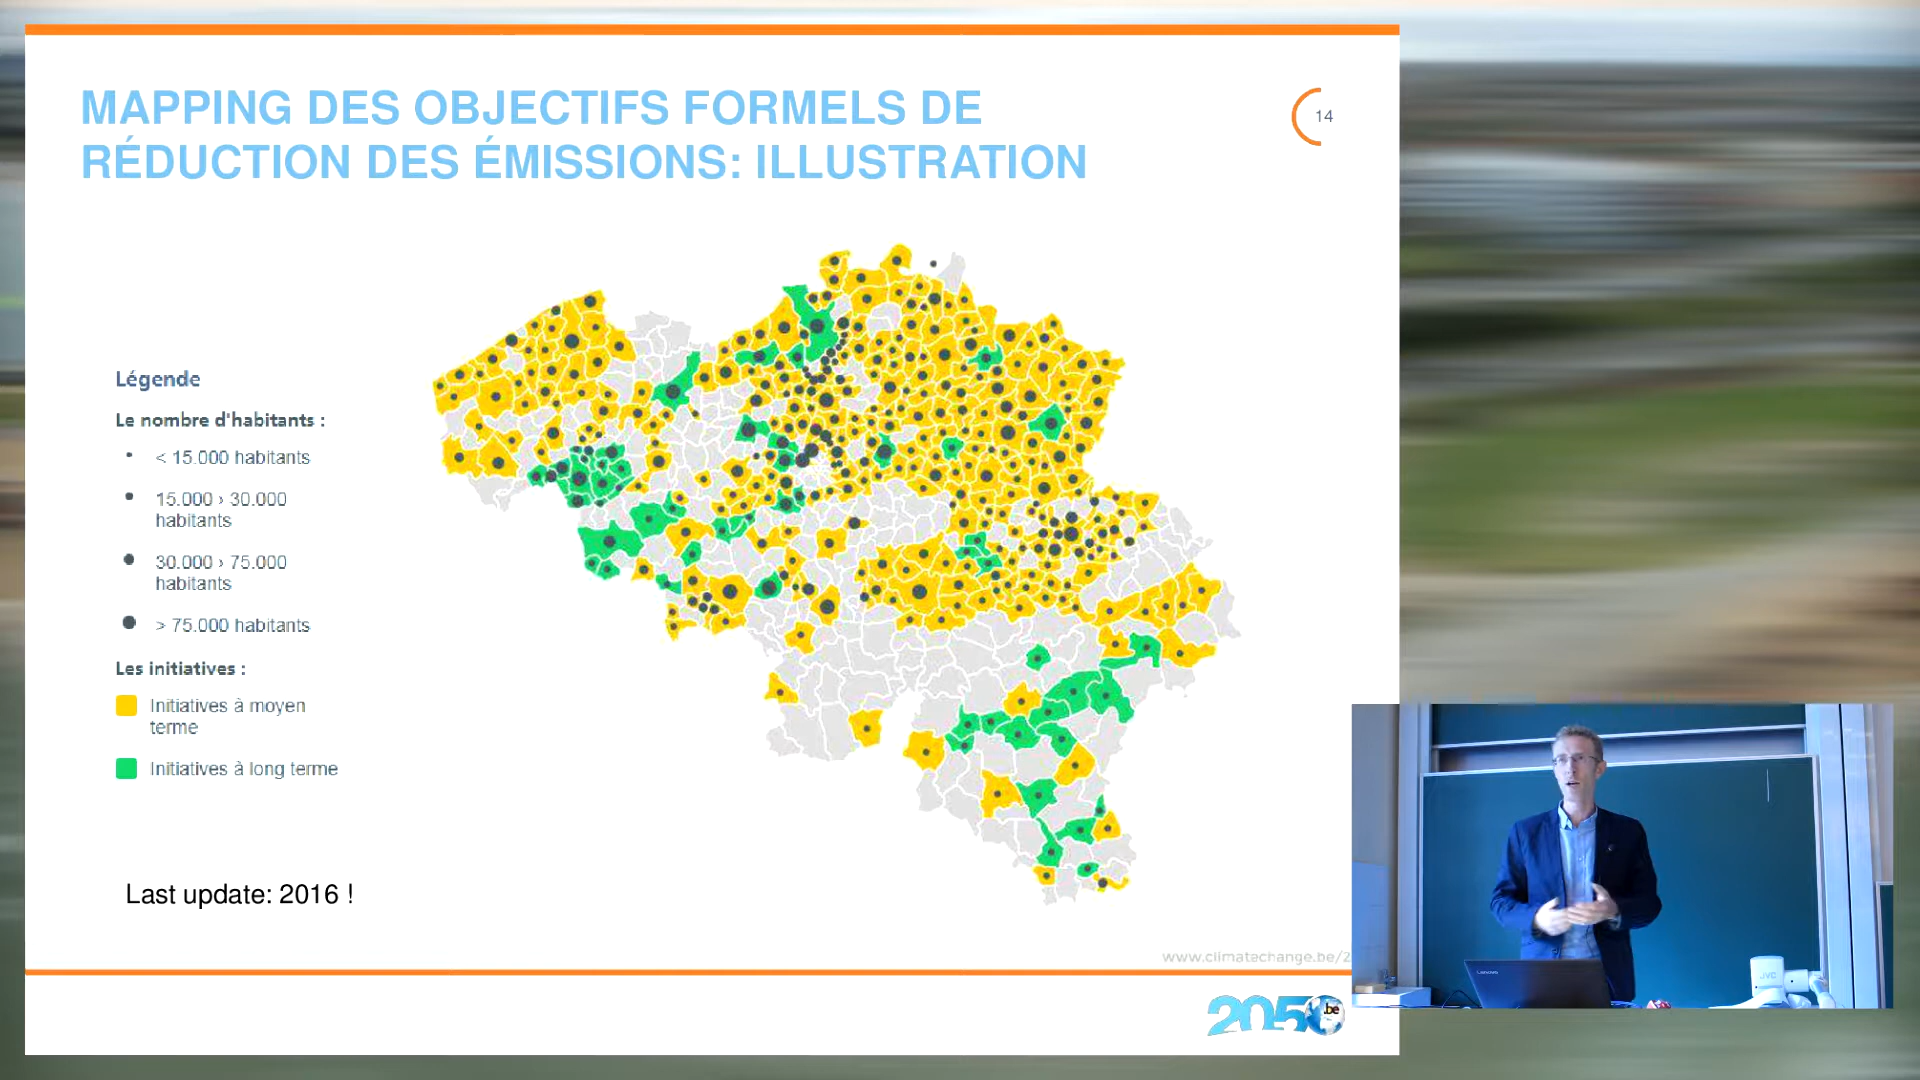 MAPPING DES OBJECTIFS FORMELS DE
RÉDUCTION DES ÉMISSIONS: ILLUSTRATION
14
Légende
Le nombre d'habitants :
< 15.000 habitants
15.000 › 30.000
habitants
30.000 › 75.000
habitants
> 75.000 habitants
Les initiatives :
Initiatives à moyen
terme
Initiatives à long terme
Last update: 2016 !
www.climatechange.be/2
2050
.be
Lenovo
JVC